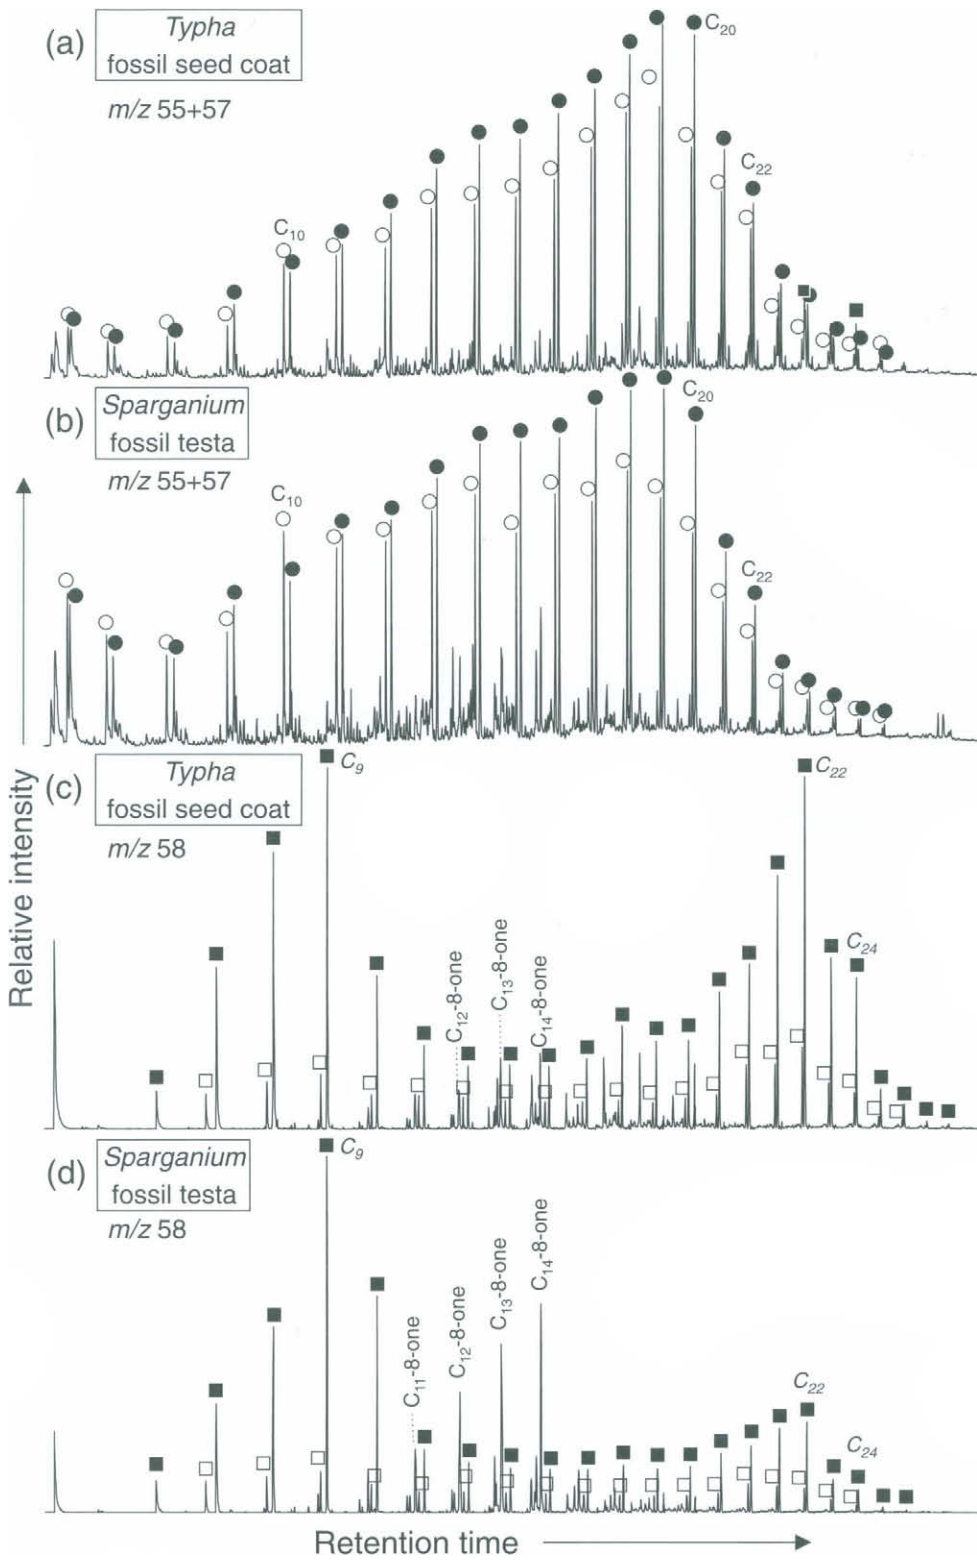 (a)
Typha
fossil seed coat
m/z 55+57
C10
C20
C22
(b)
Sparganium
fossil testa
m/z 55+57
C10
C20
C22
(c)
Typha
fossil seed coat
m/z 58
C9
C12-8-one
C13-8-one
C14-8-one
C22
C24
(d)
Sparganium
fossil testa
m/z 58
C9
C11-8-one
C12-8-one
C13-8-one
C14-8-one
C22
C24
Relative intensity
Retention time